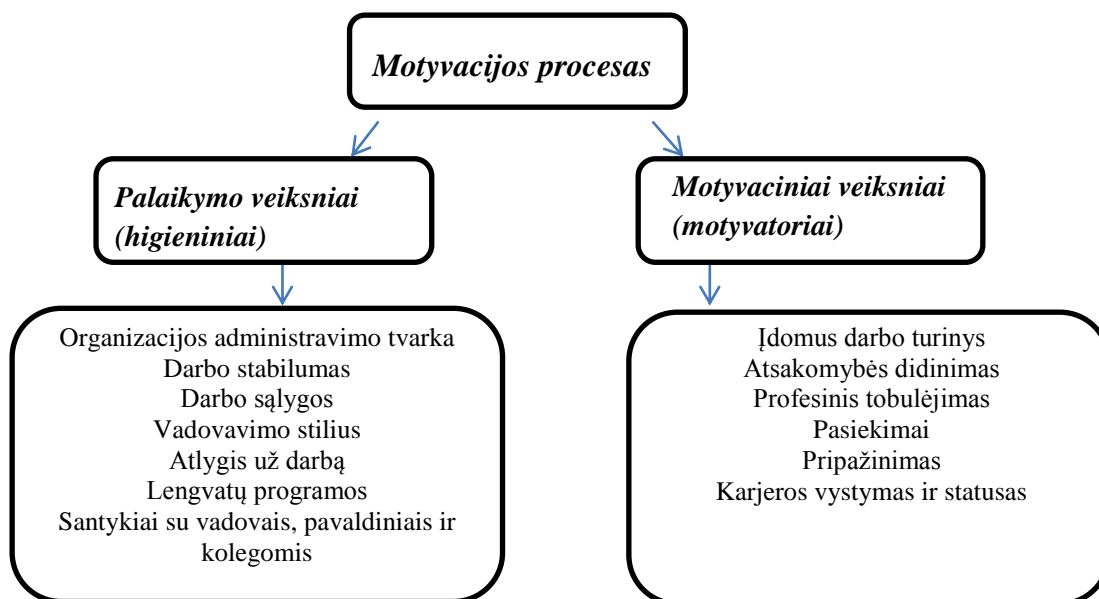 Motyvacijos procesas
Palaikymo veiksniai
(higieniniai)
Motyvaciniai veiksniai
(motyvatoriai)
Organizacijos administravimo tvarka
Darbo stabilumas
Darbo sąlygos
Vadovavimo stilius
Atlygis už darbą
Lengvatų programos
Santykiai su vadovais, pavaldiniais ir
kolegomis
Įdomus darbo turinys
Atsakomybės didinimas
Profesinis tobulėjimas
Pasiekimai
Pripažinimas
Karjeros vystymas ir statusas